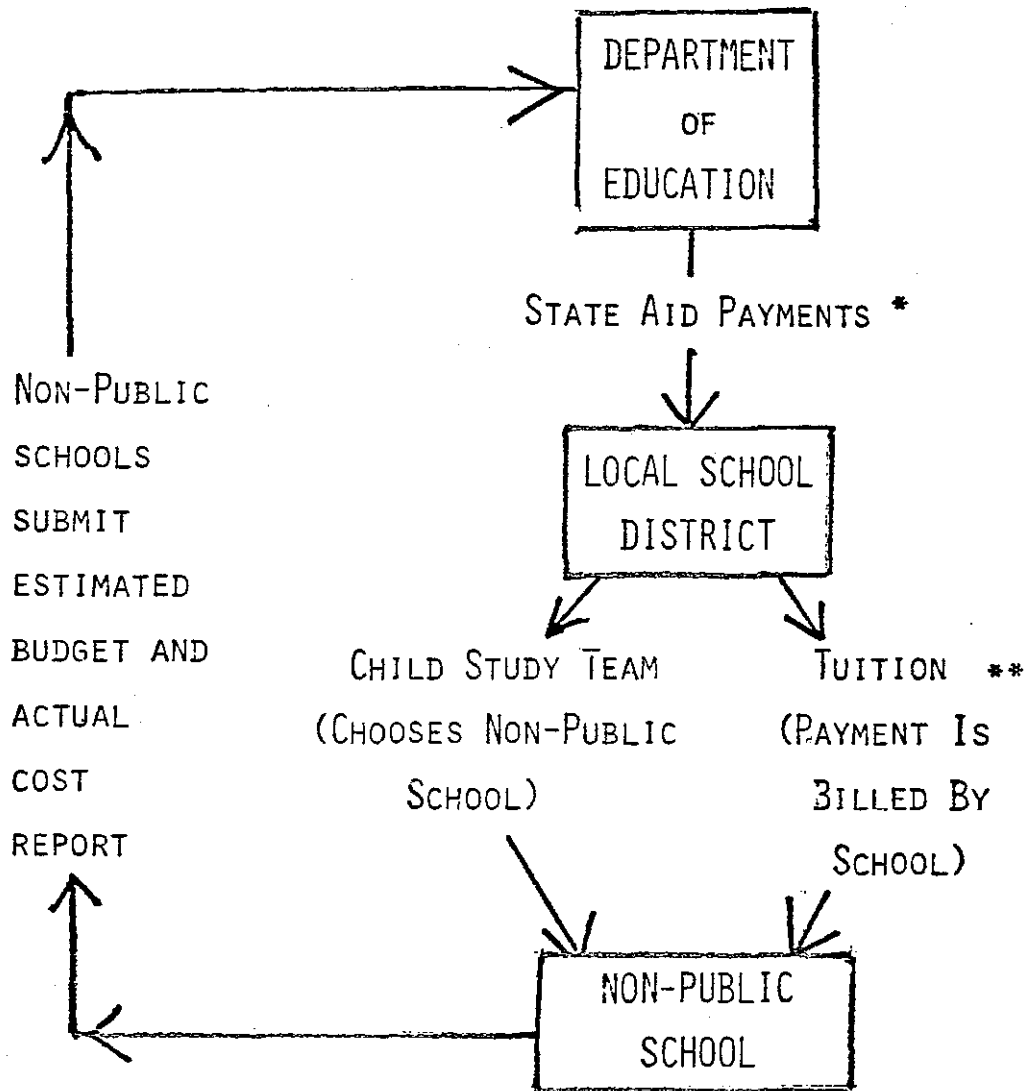 DEPARTMENT
OF
EDUCATION
STATE AID PAYMENTS *
NON-PUBLIC
SCHOOLS
SUBMIT
ESTIMATED
BUDGET AND
ACTUAL
COST
REPORT
LOCAL SCHOOL
DISTRICT
CHILD STUDY TEAM
(CHOOSES NON-PUBLIC
SCHOOL)
TUITION **
(PAYMENT IS
BILLED BY
SCHOOL)
NON-PUBLIC
SCHOOL